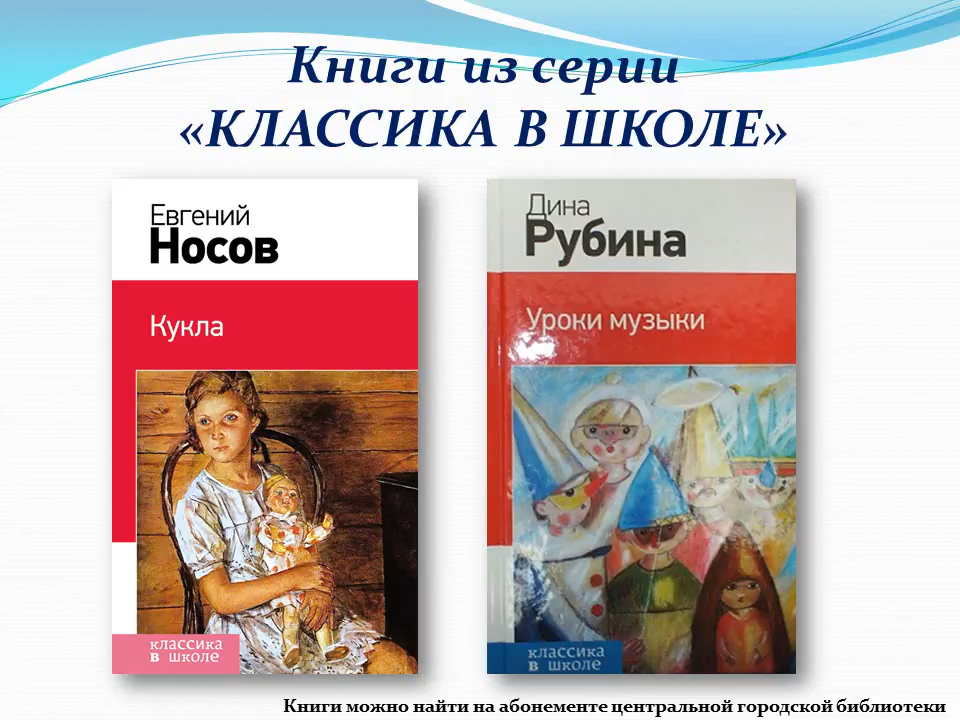 Книги из серии
«КЛАССИКА В ШКОЛЕ»
Евгений
Носов
Кукла
классика
в школе
Дина
Рубина
Уроки музыки
классика
в школе
Книги можно найти на абонементе центральной городской библиотеки